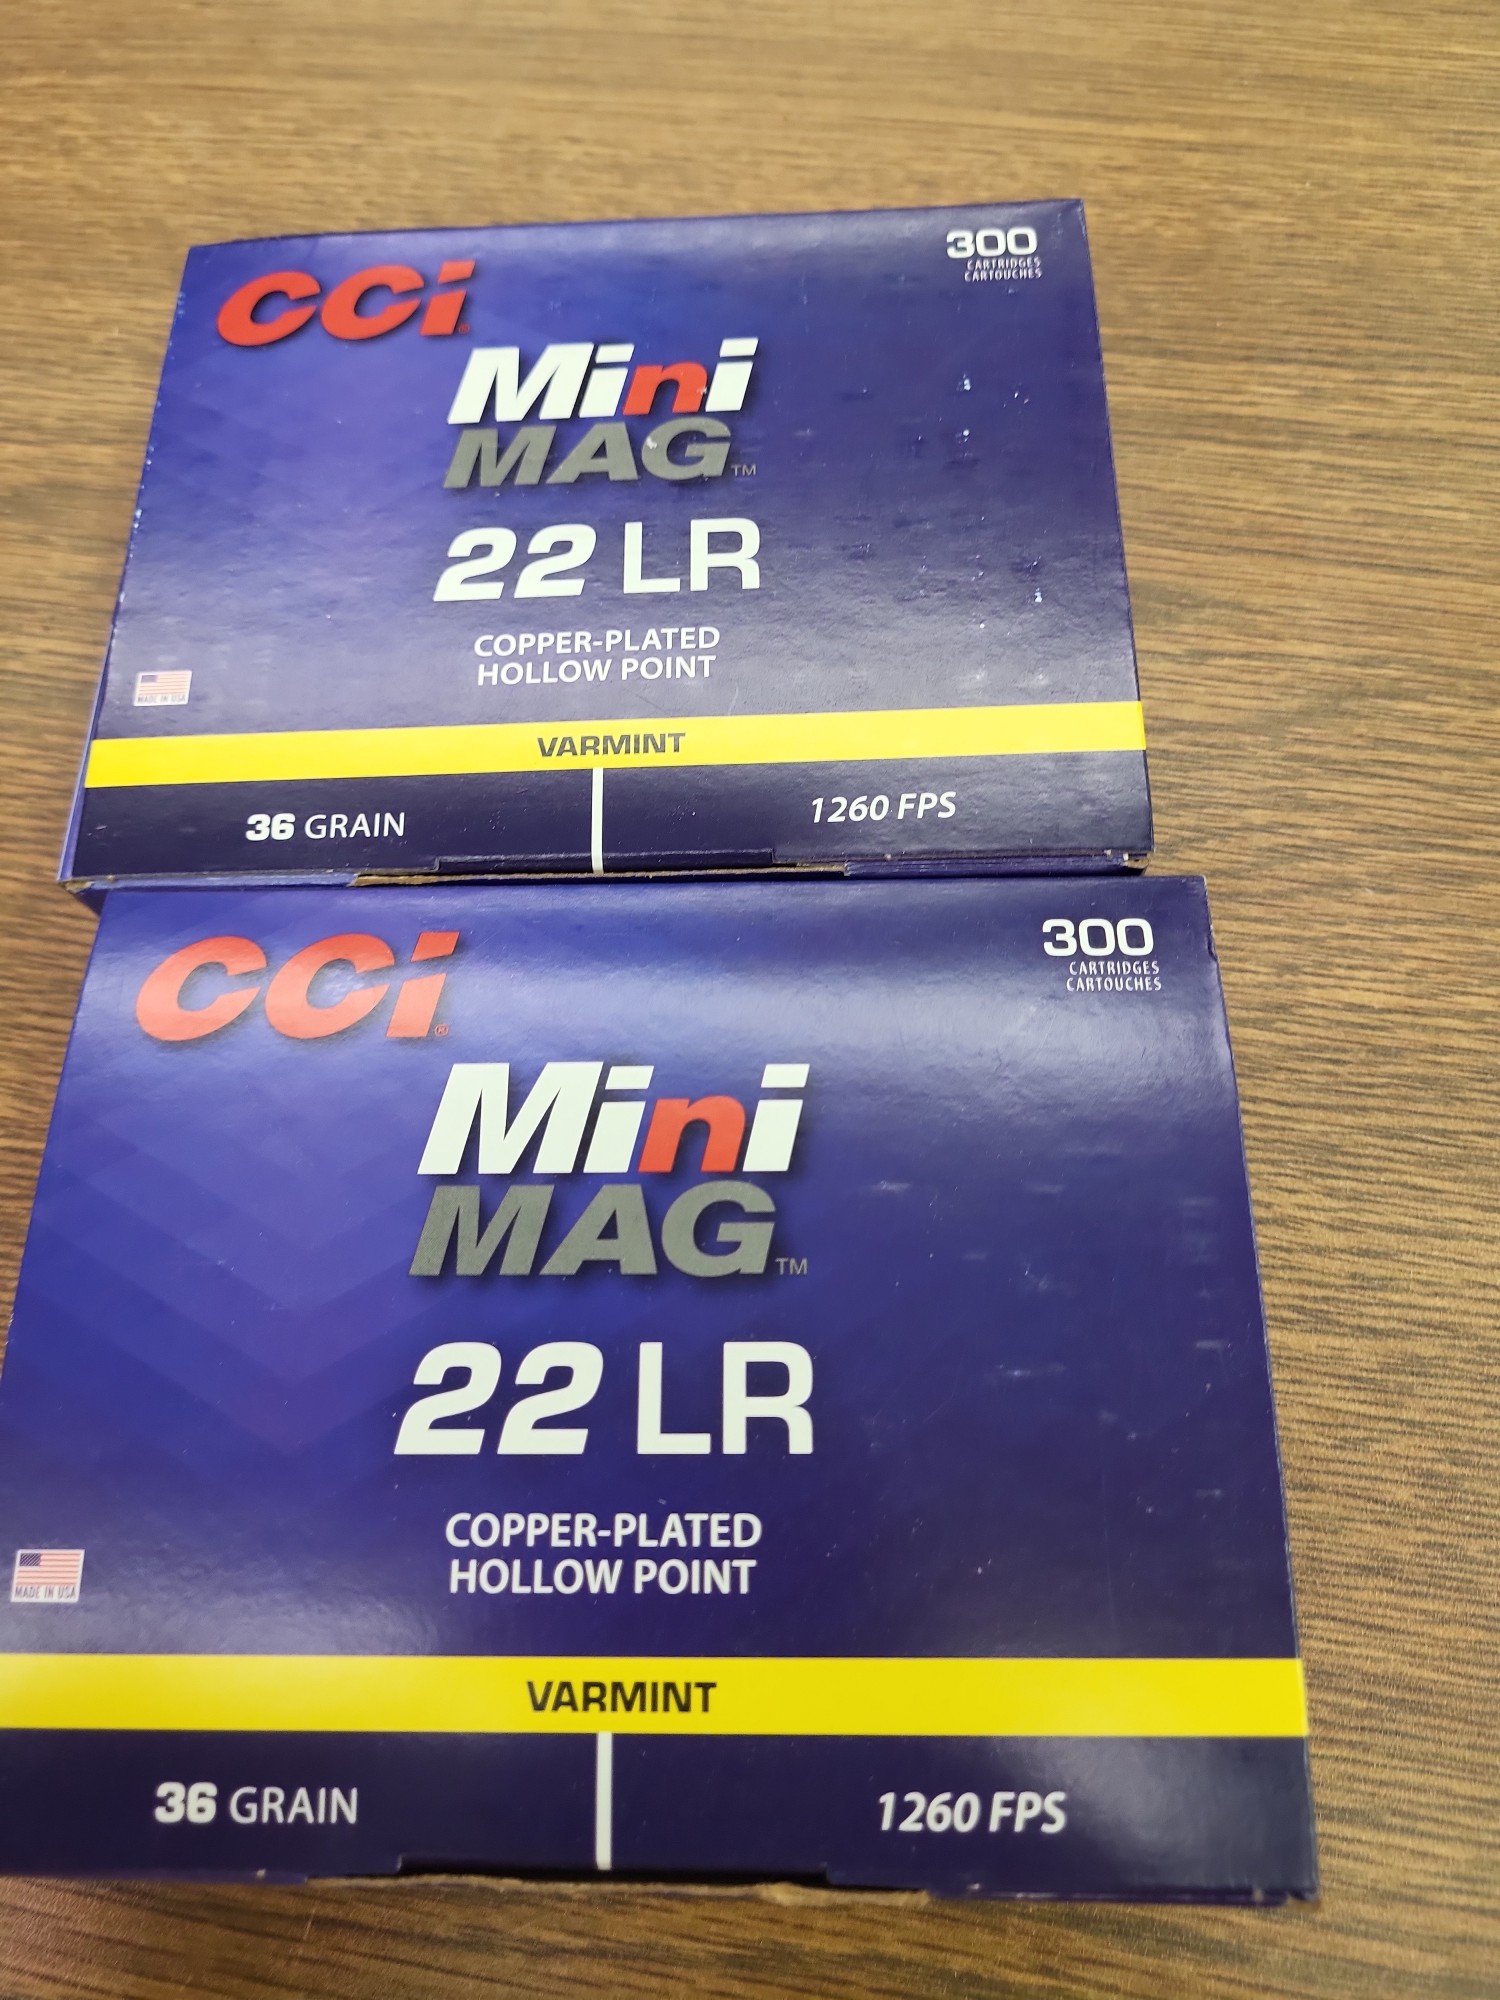 CCi
300
CARTRIDGES
CARTOUCHES
Mini
MAG™
22 LR
COPPER-PLATED
HOLLOW POINT
MADE IN USA
VARMINT
36 GRAIN
1260 FPS
CCi®
300
CARTRIDGES
CARTOUCHES
Mini
MAG™
22 LR
COPPER-PLATED
HOLLOW POINT
MADE IN USA
VARMINT
36 GRAIN
1260 FPS